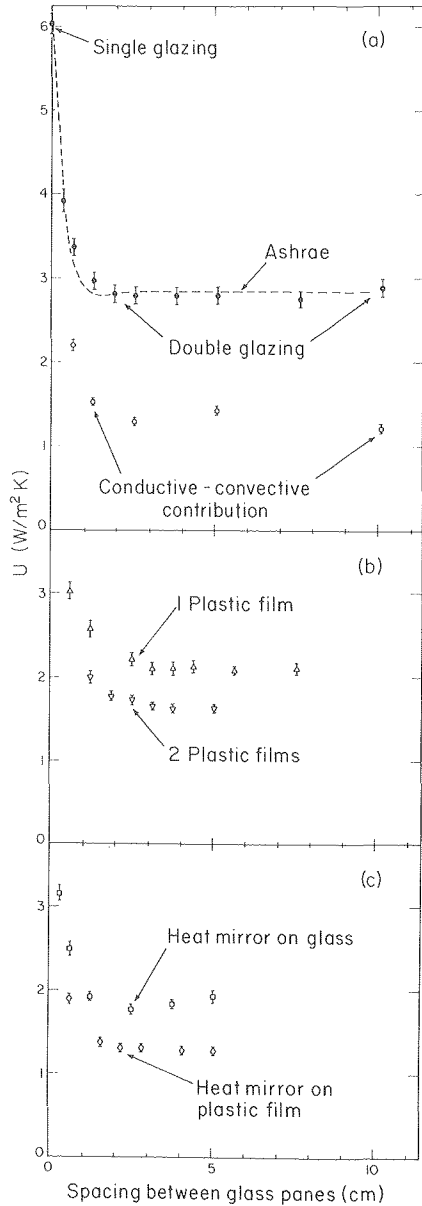 6
Single glazing
(a)
5
4
3
Ashrae
Double glazing
2
1
Conductive - convective
contribution
0
U (W/m² K)
(b)
3
1 Plastic film
2
2 Plastic films
1
0
(c)
3
Heat mirror on glass
2
1
Heat mirror on
plastic film
0
0
5
10
Spacing between glass panes (cm)